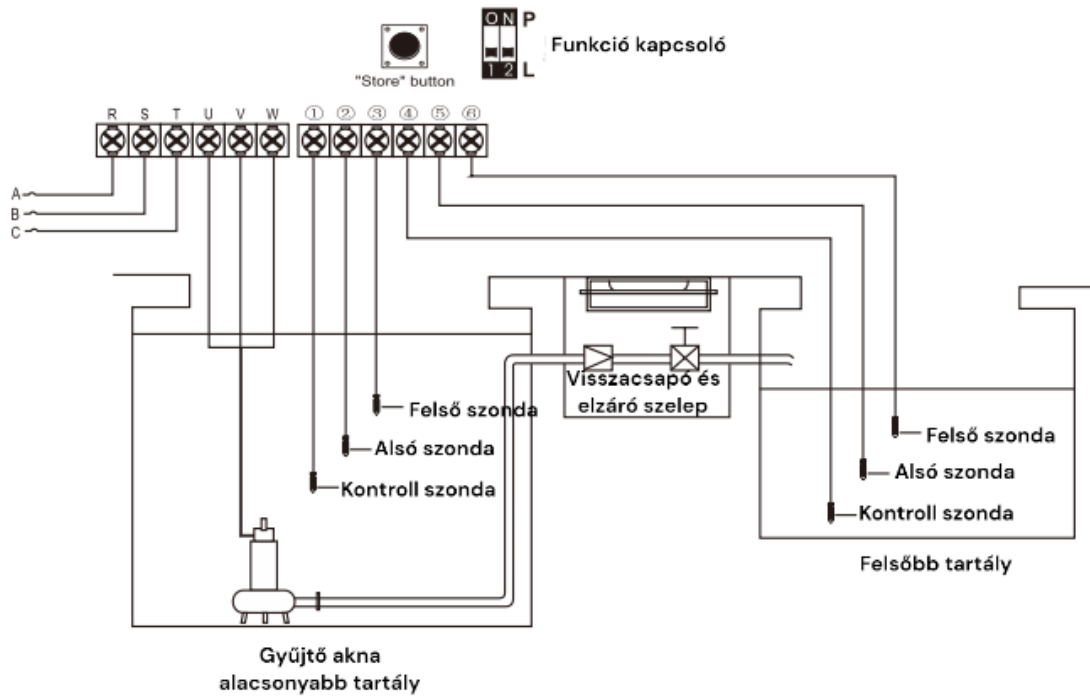 ON P
Funkció kapcsoló
1 2 L
"Store" button
R S T U V W ① ② ③ ④ ⑤ ⑥
A
B
C
Visszacsapó és
elzáró szelep
Felső szonda
Alsó szonda
Kontroll szonda
Felső szonda
Alsó szonda
Kontroll szonda
Felsőbb tartály
Gyűjtő akna
alacsonyabb tartály